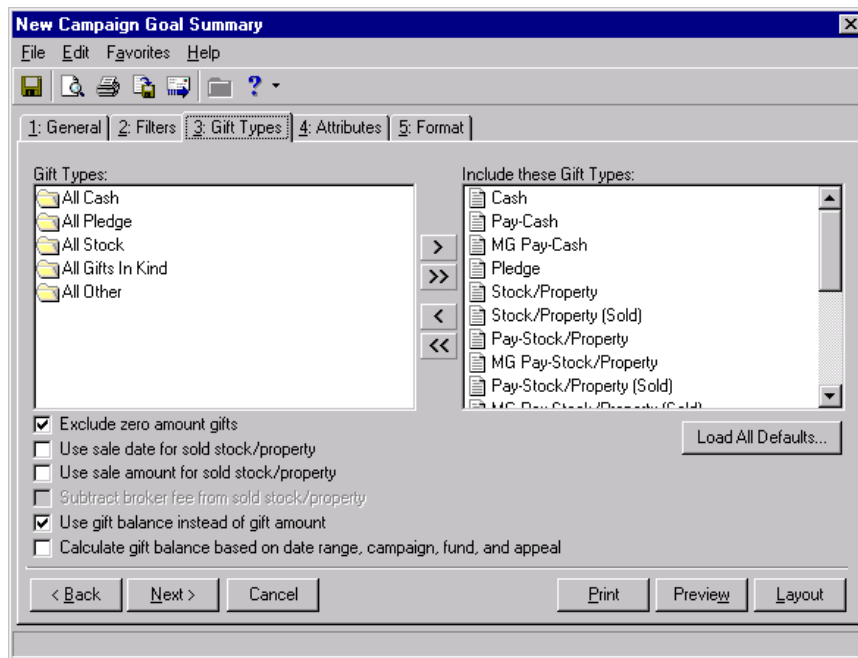 New Campaign Goal Summary
File Edit Favorites Help
1: General 2: Filters 3: Gift Types 4: Attributes 5: Format
Gift Types:
All Cash
All Pledge
All Stock
All Gifts In Kind
All Other
>
>>
<
<<
Include these Gift Types:
Cash
Pay-Cash
MG Pay-Cash
Pledge
Stock/Property
Stock/Property (Sold)
Pay-Stock/Property
MG Pay-Stock/Property
Pay-Stock/Property (Sold)
MG Pay-Stock/Property (Sold)
Exclude zero amount gifts
Use sale date for sold stock/property
Use sale amount for sold stock/property
Subtract broker fee from sold stock/property
Use gift balance instead of gift amount
Calculate gift balance based on date range, campaign, fund, and appeal
Load All Defaults...
< Back Next > Cancel Print Preview Layout